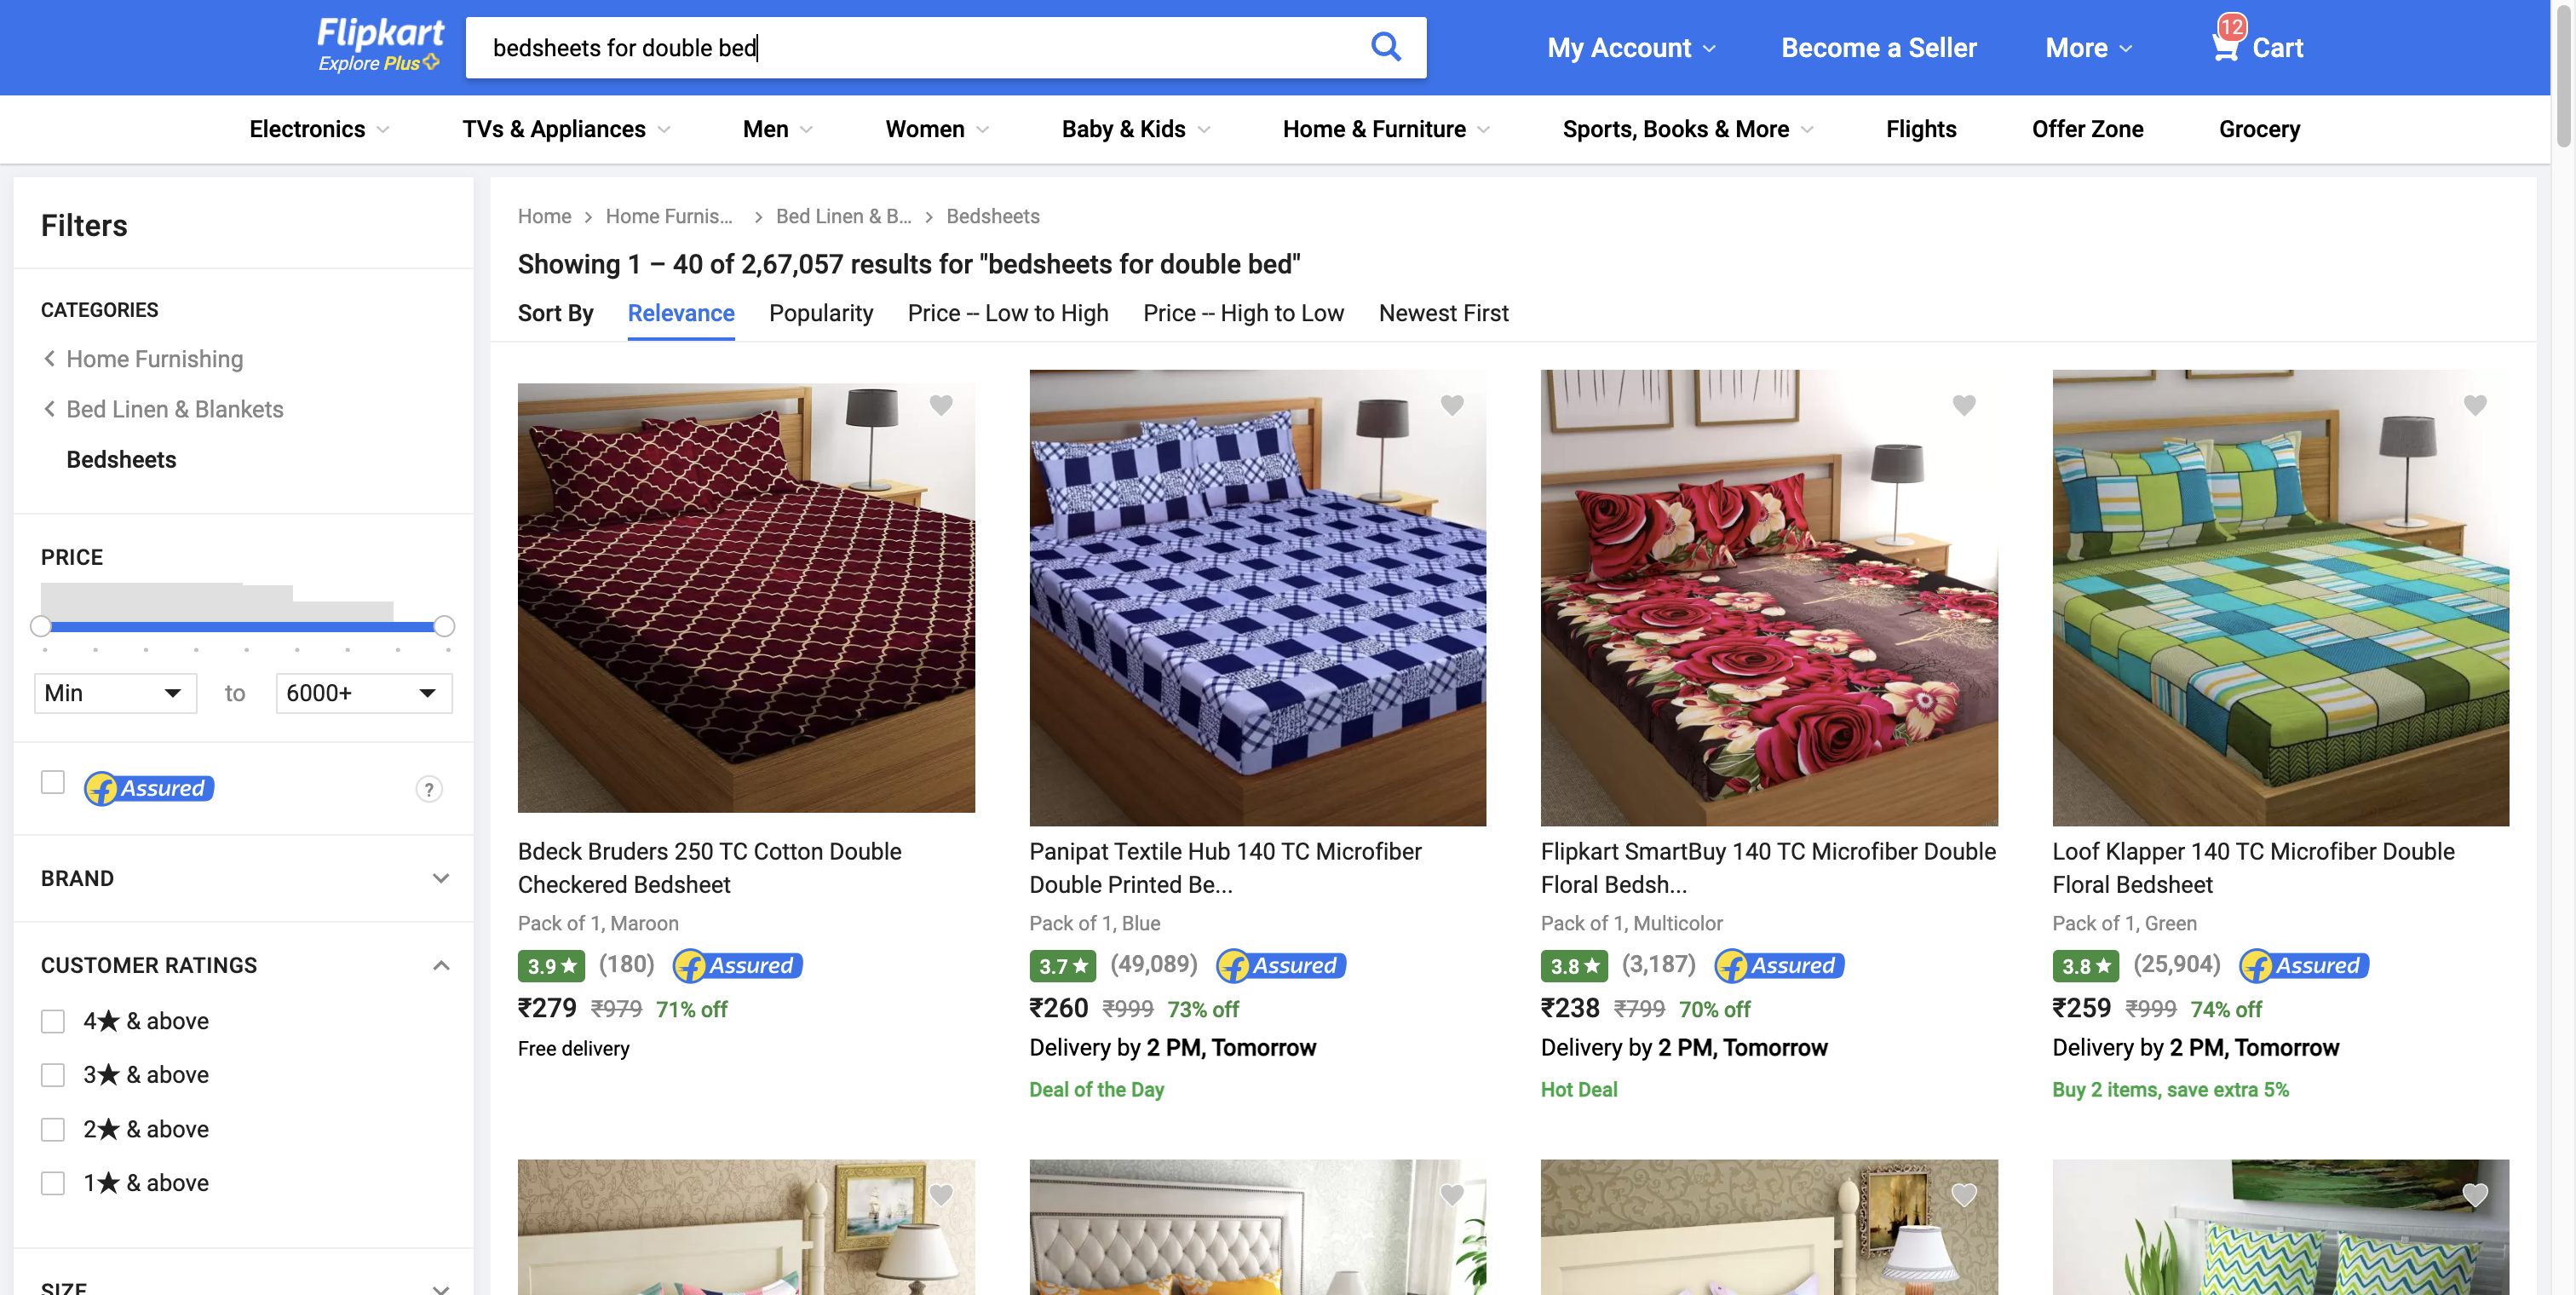 Flipkart
Explore Plus
bedsheets for double bed
My Account
Become a Seller
More
12
Cart
Electronics
TVs & Appliances
Men
Women
Baby & Kids
Home & Furniture
Sports, Books & More
Flights
Offer Zone
Grocery
Filters
CATEGORIES
Home Furnishing
Bed Linen & Blankets
Bedsheets
PRICE
Min
to
6000+
Assured
?
BRAND
CUSTOMER RATINGS
4★ & above
3★ & above
2★ & above
1★ & above
SIZE
Home > Home Furnis... > Bed Linen & B... > Bedsheets
Showing 1 – 40 of 2,67,057 results for "bedsheets for double bed"
Sort By Relevance Popularity Price -- Low to High Price -- High to Low Newest First
Bdeck Bruders 250 TC Cotton Double
Checkered Bedsheet
Pack of 1, Maroon
3.9★ (180) Assured
₹279 ₹979 71% off
Free delivery
Panipat Textile Hub 140 TC Microfiber
Double Printed Be...
Pack of 1, Blue
3.7★ (49,089) Assured
₹260 ₹999 73% off
Delivery by 2 PM, Tomorrow
Deal of the Day
Flipkart SmartBuy 140 TC Microfiber Double
Floral Bedsh...
Pack of 1, Multicolor
3.8★ (3,187) Assured
₹238 ₹799 70% off
Delivery by 2 PM, Tomorrow
Hot Deal
Loof Klapper 140 TC Microfiber Double
Floral Bedsheet
Pack of 1, Green
3.8★ (25,904) Assured
₹259 ₹999 74% off
Delivery by 2 PM, Tomorrow
Buy 2 items, save extra 5%